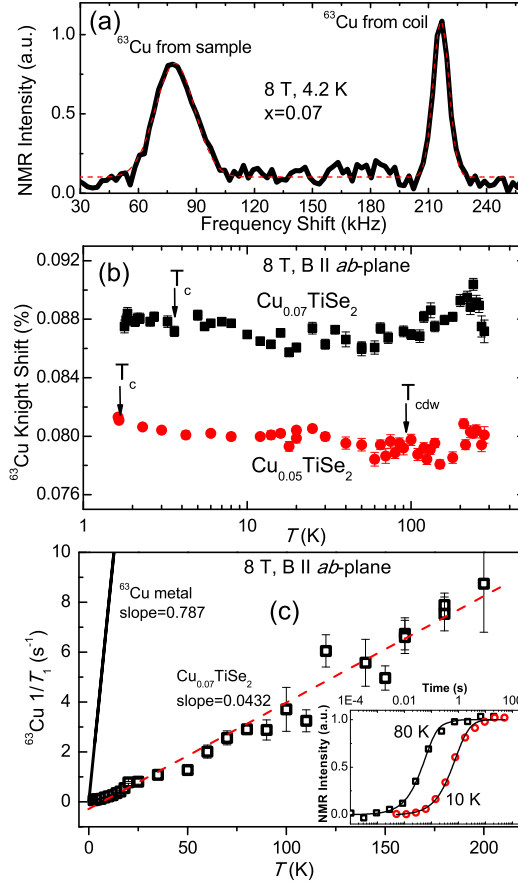 (a)
63Cu from sample
63Cu from coil
8 T, 4.2 K
x=0.07
NMR Intensity (a.u.)
1.0
0.5
0.0
30 60 90 120 150 180 210 240
Frequency Shift (kHz)
(b)
8 T, B II ab-plane
Tc
Cu0.07TiSe2
Tc
Tcdw
Cu0.05TiSe2
63Cu Knight Shift (%)
0.092
0.088
0.084
0.080
0.076
1 10 100
T (K)
8 T, B II ab-plane
(c)
63Cu metal
slope=0.787
Cu0.07TiSe2
slope=0.0432
63Cu 1/T1 (s-1)
10
8
6
4
2
0
0 50 100 150 200
T (K)
Time (s)
1E-4 0.01 1 100
NMR Intensity (a.u.)
1.0
0.5
0.0
80 K
10 K